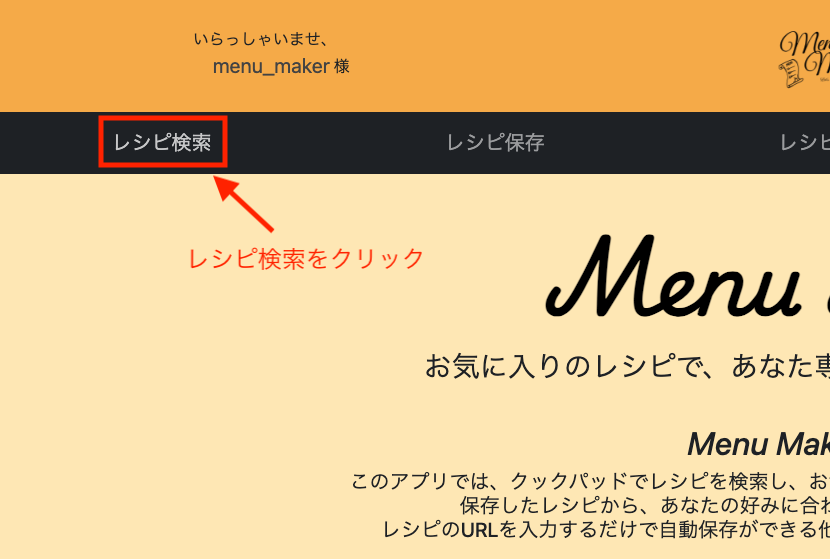 いらっしゃいませ、
menu_maker 様
レシピ検索
レシピ保存
レシピ
レシピ検索をクリック
Menu
お気に入りのレシピで、あなた専
Menu Mak
このアプリでは、クックパッドでレシピを検索し、お
保存したレシピから、あなたの好みに合わ
レシピのURLを入力するだけで自動保存ができる他